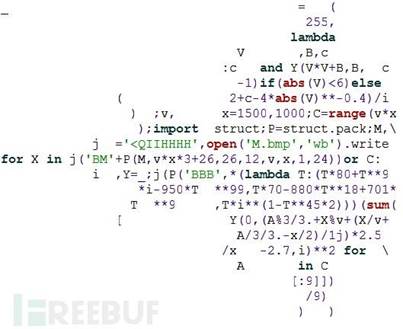 _ = (
255,
lambda
V ,B,c
:c and Y(V*V+B,B, c
-1)if(abs(V)<6)else
( 2+c-4*abs(V)**-0.4)/i
) ;v, x=1500,1000;C=range(v*x
);import struct;P=struct.pack;M,\
j ='<QIIHHHH',open('M.bmp','wb').write
for X in j('BM'+P(M,v*x*3+26,26,12,v,x,1,24))or C:
i ,Y=_;j(P('BBB',*(lambda T:(T*80+T**9
*i-950*T **99,T*70-880*T**18+701*
T **9 ,T*i**(1-T**45*2)))(sum(
[ Y(0,(A%3/3.+X%v+(X/v+
A/3/3.-x/2)/1j)*2.5
/x -2.7,i)**2 for \
A in C
[:9]])
/9)
) )
FREEBUF